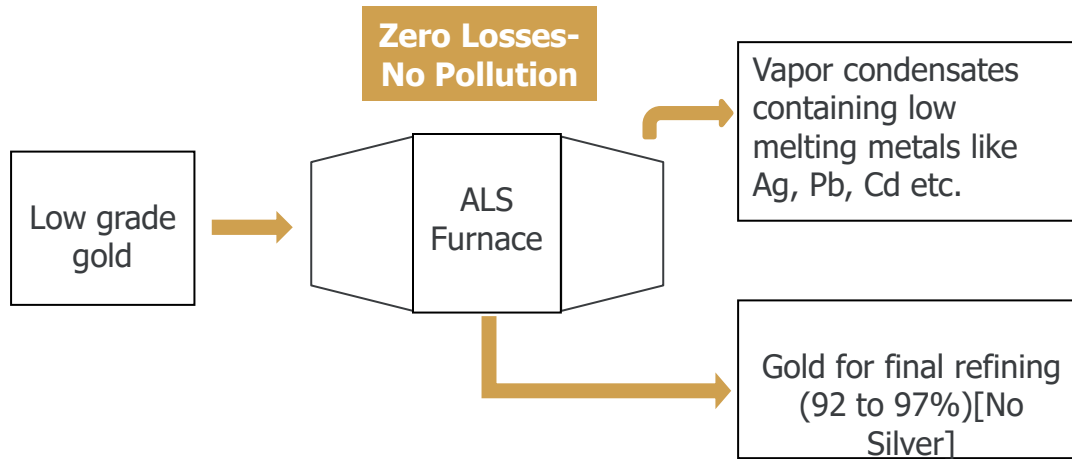 Zero Losses-
No Pollution
Vapor condensates
containing low
melting metals like
Ag, Pb, Cd etc.
Low grade
gold
ALS
Furnace
Gold for final refining
(92 to 97%)[No
Silver]